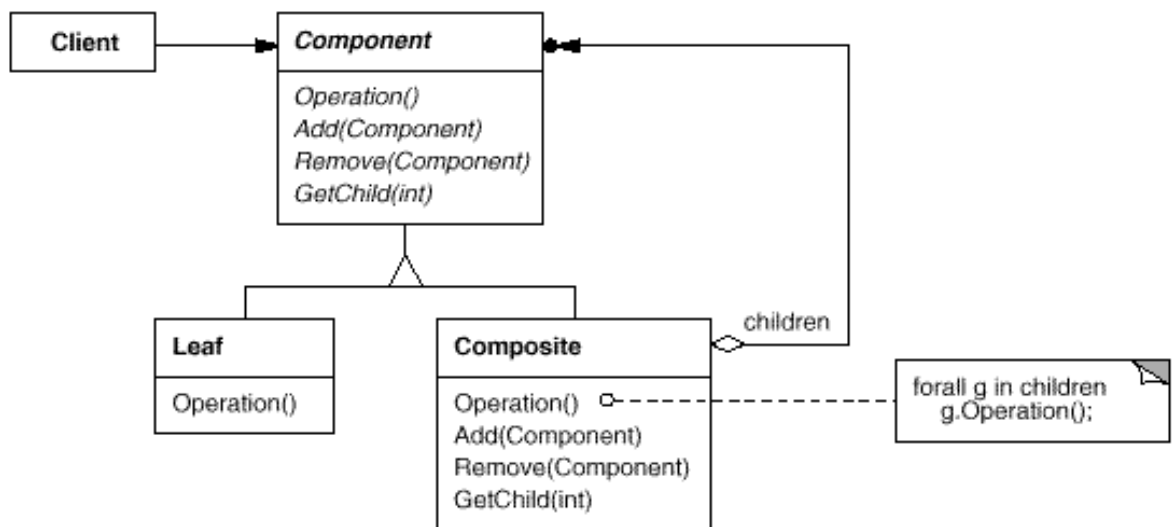 Client
Component
Operation()
Add(Component)
Remove(Component)
GetChild(int)
Leaf
Operation()
Composite
Operation()
Add(Component)
Remove(Component)
GetChild(int)
children
forall g in children
g.Operation();